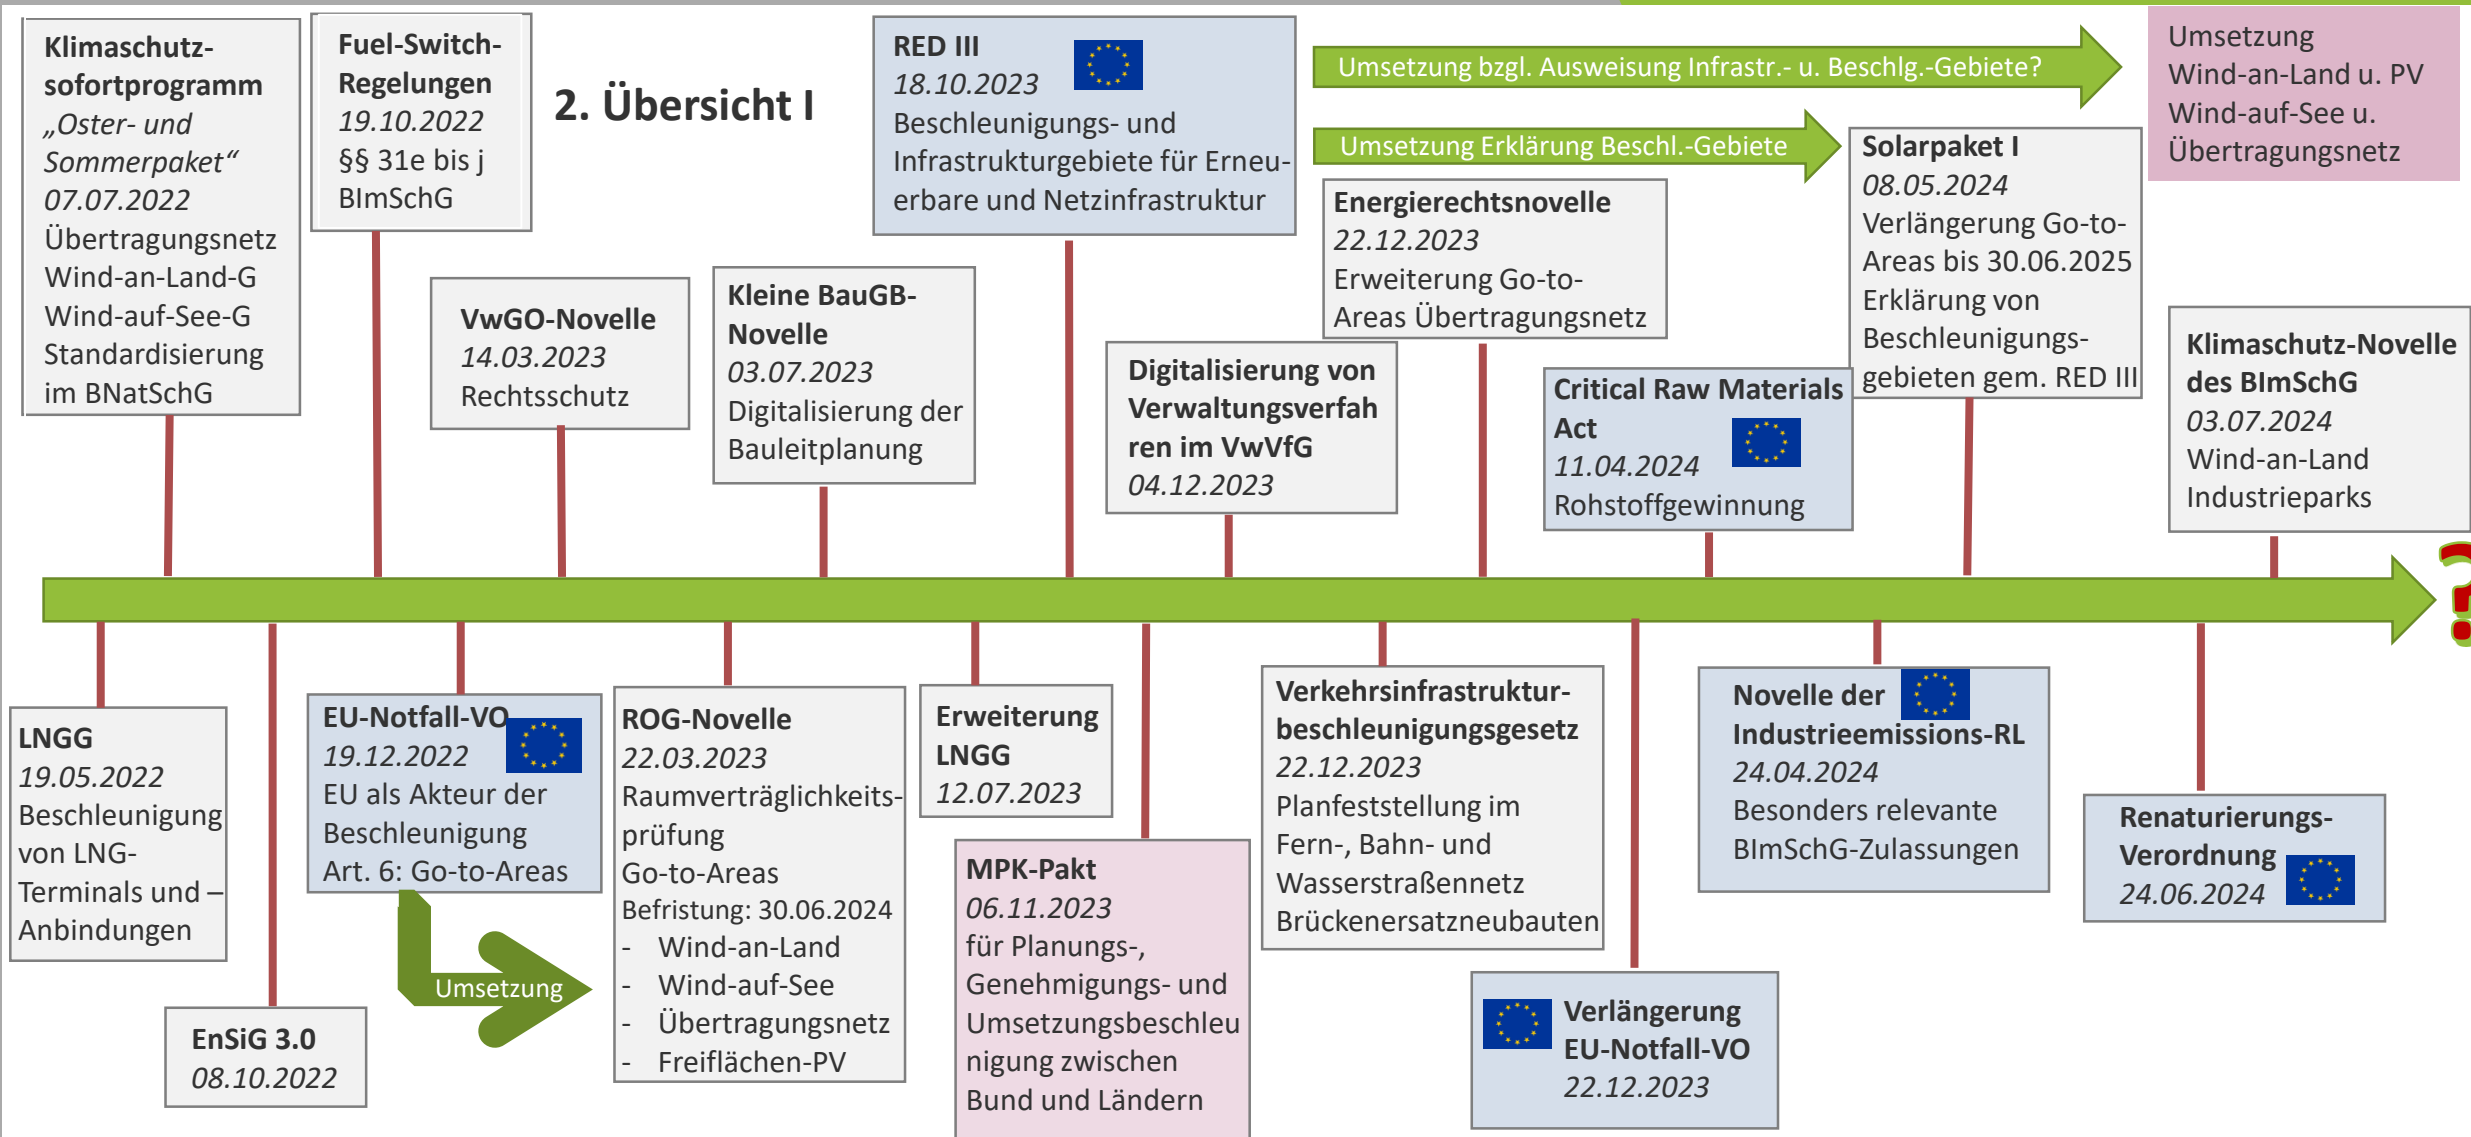 Klimaschutz-
sofortprogramm
„Oster- und
Sommerpaket“
07.07.2022
Übertragungsnetz
Wind-an-Land-G
Wind-auf-See-G
Standardisierung
im BNatSchG
Fuel-Switch-
Regelungen
19.10.2022
§§ 31e bis j
BImSchG
2. Übersicht I
RED III
18.10.2023
Beschleunigungs- und
Infrastrukturgebiete für Erneu-
erbare und Netzinfrastruktur
Umsetzung bzgl. Ausweisung Infrastr.- u. Beschlg.-Gebiete?
Umsetzung Erklärung Beschl.-Gebiete
Umsetzung
Wind-an-Land u. PV
Wind-auf-See u.
Übertragungsnetz
VwGO-Novelle
14.03.2023
Rechtsschutz
Kleine BauGB-
Novelle
03.07.2023
Digitalisierung der
Bauleitplanung
Digitalisierung von
Verwaltungsverfah
ren im VwVfG
04.12.2023
Energierechtsnovelle
22.12.2023
Erweiterung Go-to-
Areas Übertragungsnetz
Critical Raw Materials
Act
11.04.2024
Rohstoffgewinnung
Solarpaket I
08.05.2024
Verlängerung Go-to-
Areas bis 30.06.2025
Erklärung von
Beschleunigungs-
gebieten gem. RED III
Klimaschutz-Novelle
des BImSchG
03.07.2024
Wind-an-Land
Industrieparks
?
LNGG
19.05.2022
Beschleunigung
von LNG-
Terminals und –
Anbindungen
EnSiG 3.0
08.10.2022
EU-Notfall-VO
19.12.2022
EU als Akteur der
Beschleunigung
Art. 6: Go-to-Areas
Umsetzung
ROG-Novelle
22.03.2023
Raumverträglichkeits-
prüfung
Go-to-Areas
Befristung: 30.06.2024
- Wind-an-Land
- Wind-auf-See
- Übertragungsnetz
- Freiflächen-PV
Erweiterung
LNGG
12.07.2023
MPK-Pakt
06.11.2023
für Planungs-,
Genehmigungs- und
Umsetzungsbeschleu
nigung zwischen
Bund und Ländern
Verkehrsinfrastruktur-
beschleunigungsgesetz
22.12.2023
Planfeststellung im
Fern-, Bahn- und
Wasserstraßennetz
Brückenersatzneubauten
Verlängerung
EU-Notfall-VO
22.12.2023
Novelle der
Industrieemissions-RL
24.04.2024
Besonders relevante
BImSchG-Zulassungen
Renaturierungs-
Verordnung
24.06.2024